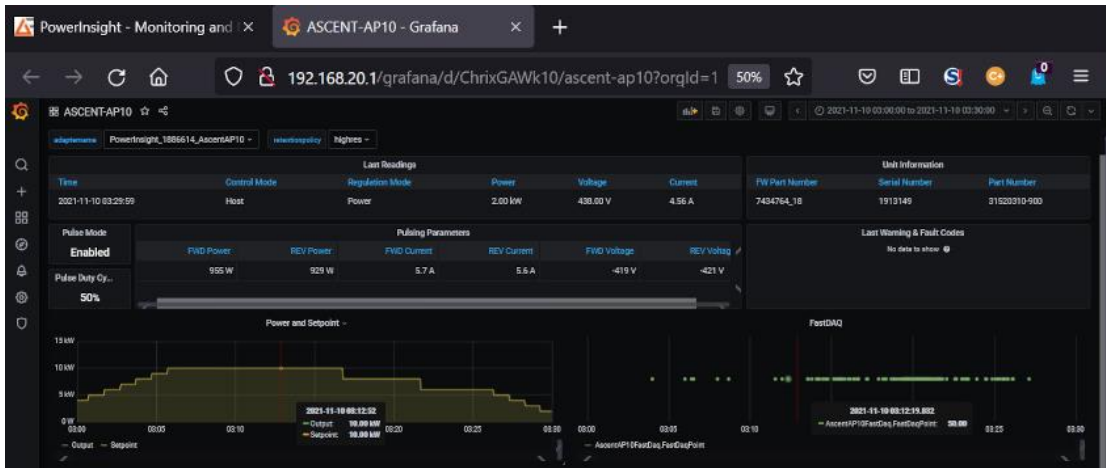 PowerInsight - Monitoring and
ASCENT-AP10 - Grafana
192.168.20.1/grafana/d/ChrixGAWk10/ascent-ap10?orgId=1 50%
ASCENT-AP10
2021-11-10 03:00:00 to 2021-11-10 03:30:00
adaptername PowerInsight_1886614_AscentAP10 retentionpolicy highres
Last Readings
Time Control Mode Regulation Mode Power Voltage Current
2021-11-10 03:29:59 Host Power 2.00 kW 438.00 V 4.56 A
Unit Information
FW Part Number Serial Number Part Number
7434764_18 1913149 31520310-900
Pulse Mode
Enabled
Pulse Duty Cy...
50%
Pulsing Parameters
FWD Power REV Power FWD Current REV Current FWD Voltage REV Voltag
955 W 929 W 5.7 A 5.6 A -419 V -421 V
Last Warning & Fault Codes
No data to show
Power and Setpoint
15 kW
10 kW
5 kW
0 W
03:00 03:05 03:10 03:20 03:25 03:30
2021-11-10 03:12:52
Output: 10.00 kW
Setpoint: 10.00 kW
Output Setpoint
FastDAQ
03:00 03:05 03:10 03:25 03:30
2021-11-10 03:12:19.882
AscentAP10FastDaq.FastDaqPoint: 50.00
AscentAP10FastDaq.FastDaqPoint